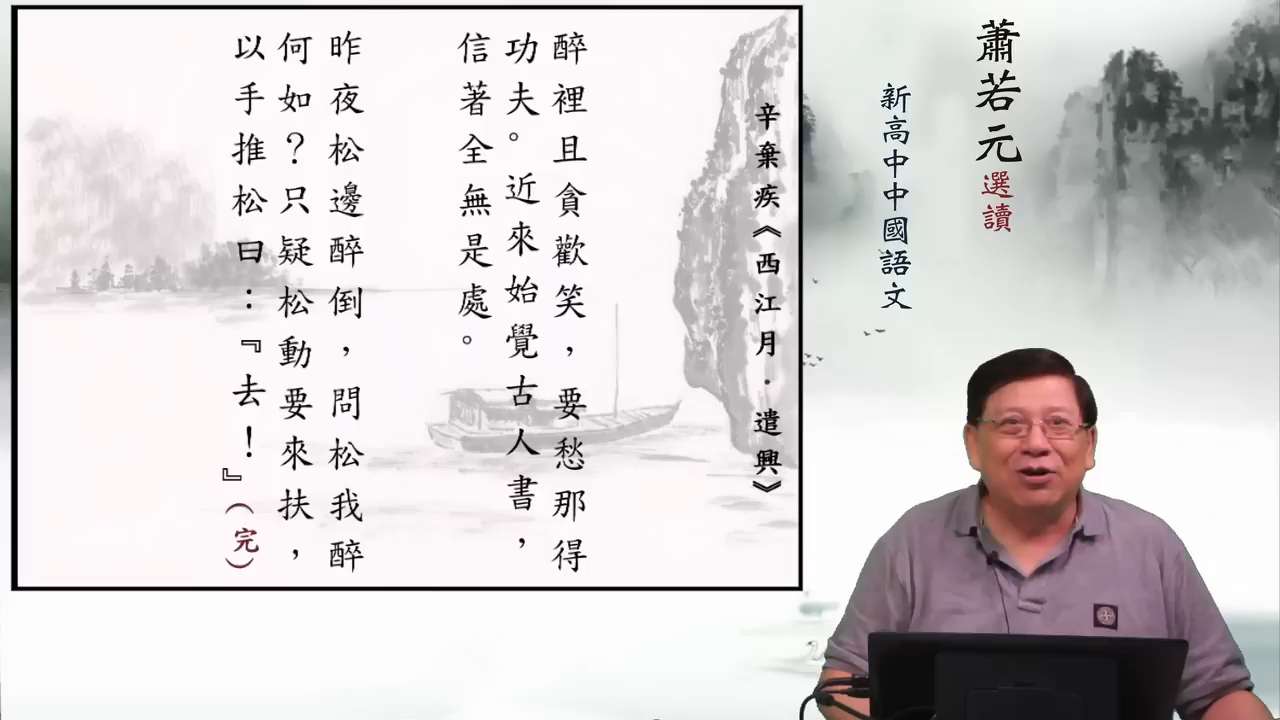 蕭若元選讀
新高中中國語文
辛棄疾《西江月．遣興》
醉裡且貪歡笑，要愁那得
功夫。近來始覺古人書，
信著全無是處。
昨夜松邊醉倒，問松我醉
何如？只疑松動要來扶，
以手推松曰：『去！』（完）